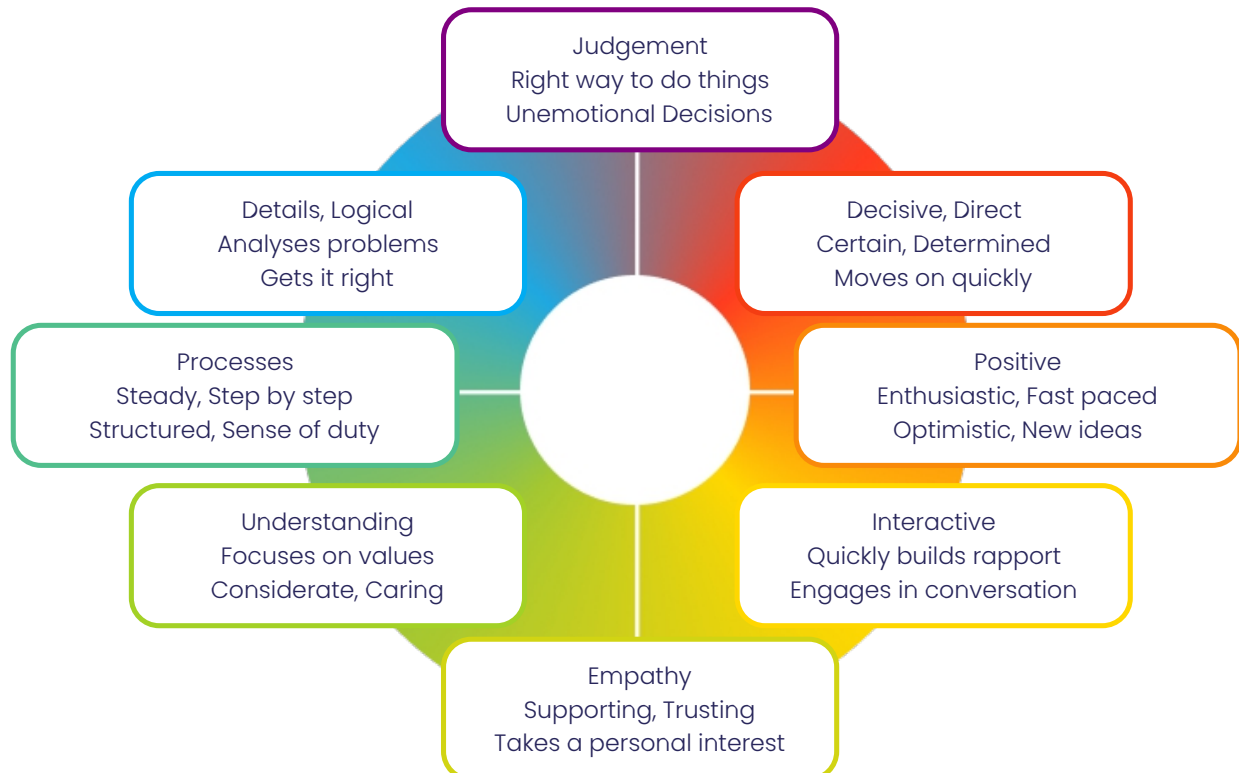 Judgement
Right way to do things
Unemotional Decisions
Details, Logical
Analyses problems
Gets it right
Decisive, Direct
Certain, Determined
Moves on quickly
Processes
Steady, Step by step
Structured, Sense of duty
Positive
Enthusiastic, Fast paced
Optimistic, New ideas
Understanding
Focuses on values
Considerate, Caring
Interactive
Quickly builds rapport
Engages in conversation
Empathy
Supporting, Trusting
Takes a personal interest